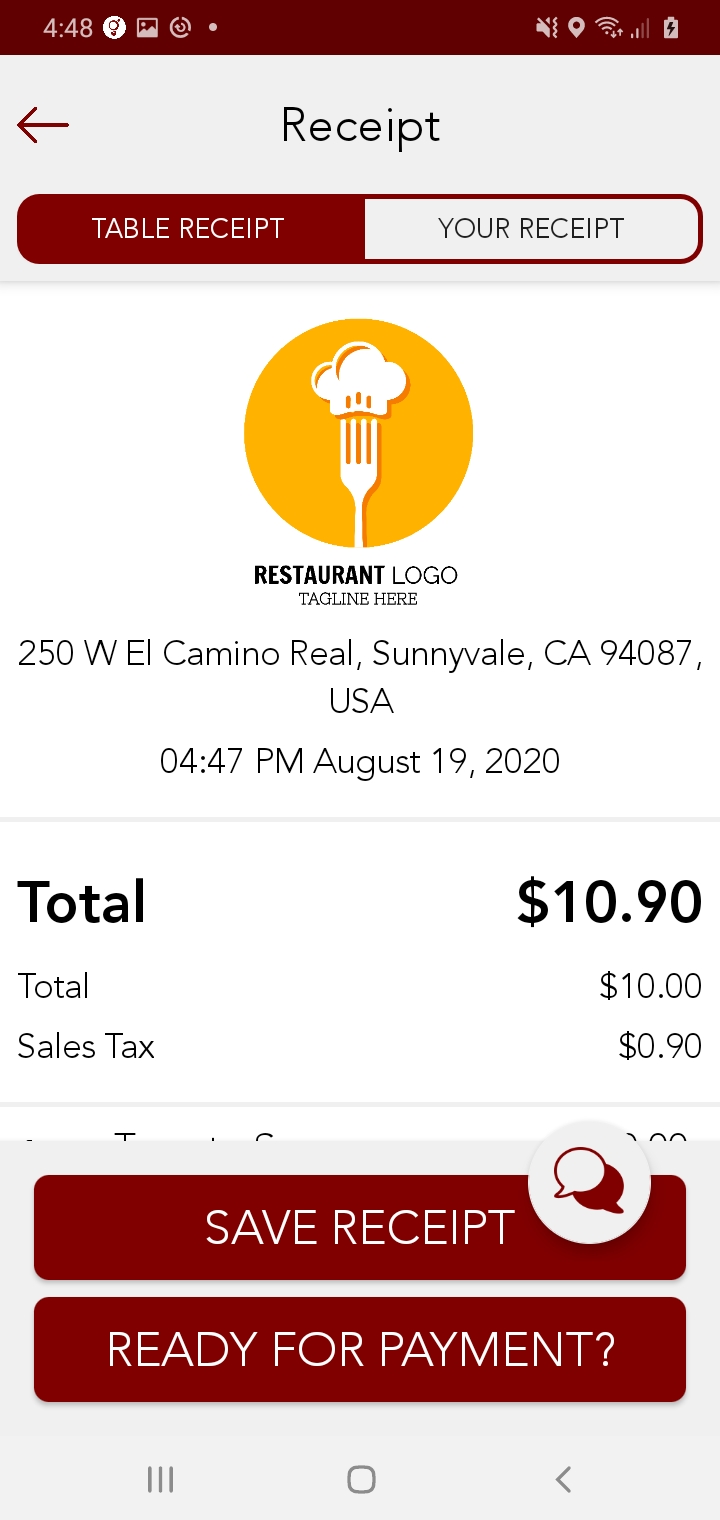 4:48
Receipt
TABLE RECEIPT
YOUR RECEIPT
RESTAURANT LOGO
TAGLINE HERE
250 W El Camino Real, Sunnyvale, CA 94087,
USA
04:47 PM August 19, 2020
Total $10.90
Total $10.00
Sales Tax $0.90
SAVE RECEIPT
READY FOR PAYMENT?